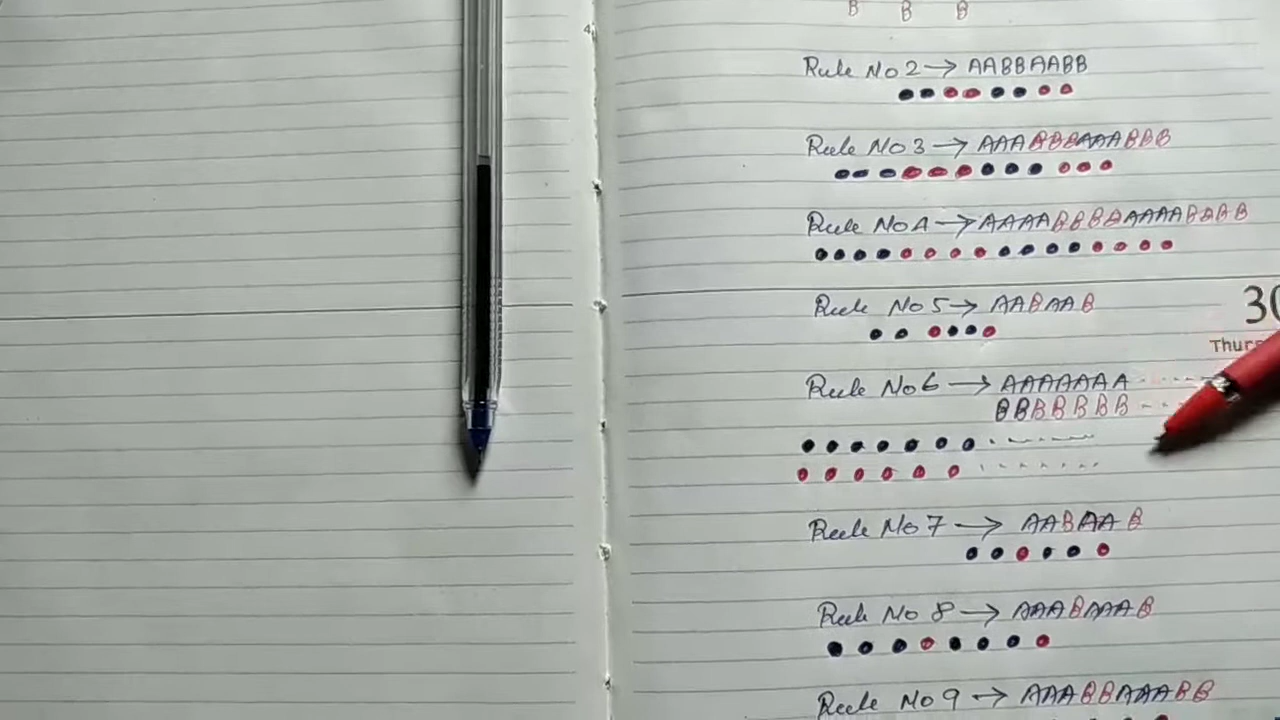 B B B
Rule No 2 → AABBAABB
Rule No 3 → AAABBBAAABBB
Rule No 4 → AAAABBBBAAAABBBB
Rule No 5 → AABAAB
30
Thurs
Rule No 6 → AAAAAAA
BBBBBBB
Rule No 7 → AABAAB
Rule No 8 → AAABAAAB
Rule No 9 → AAABBAAABB